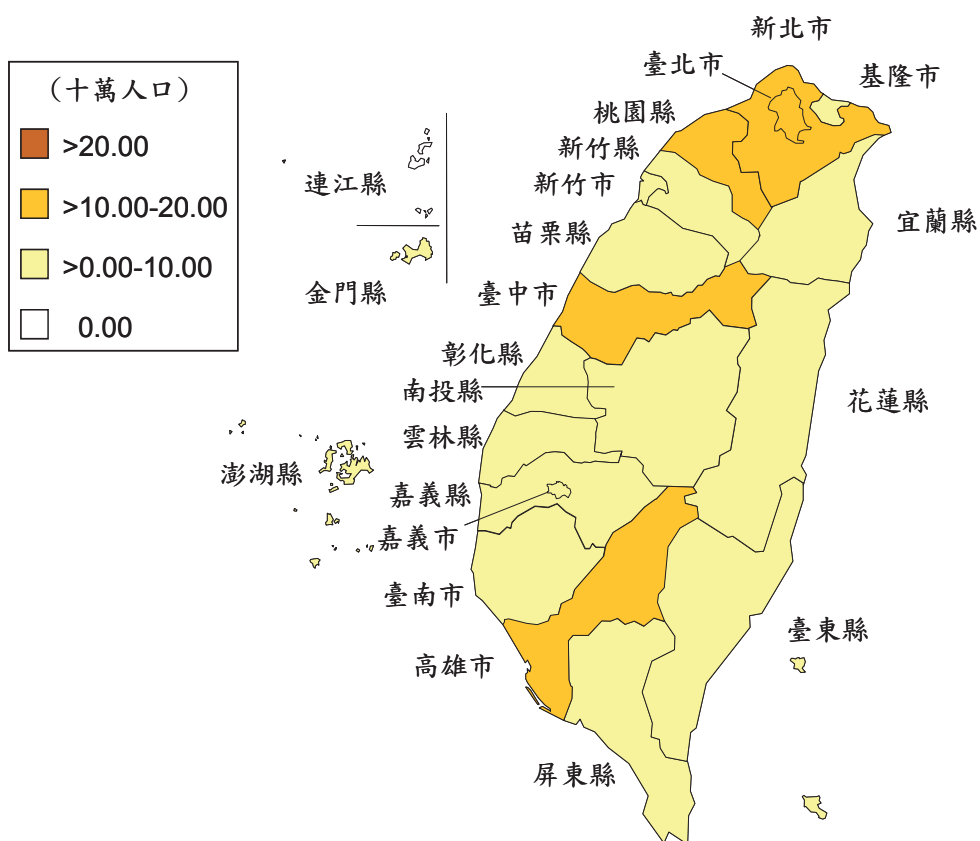 （十萬人口）
>20.00
>10.00-20.00
>0.00-10.00
0.00
新北市
臺北市
基隆市
桃園縣
新竹縣
新竹市
連江縣
苗栗縣
宜蘭縣
金門縣
臺中市
彰化縣
南投縣
花蓮縣
雲林縣
澎湖縣
嘉義縣
嘉義市
臺南市
臺東縣
高雄市
屏東縣